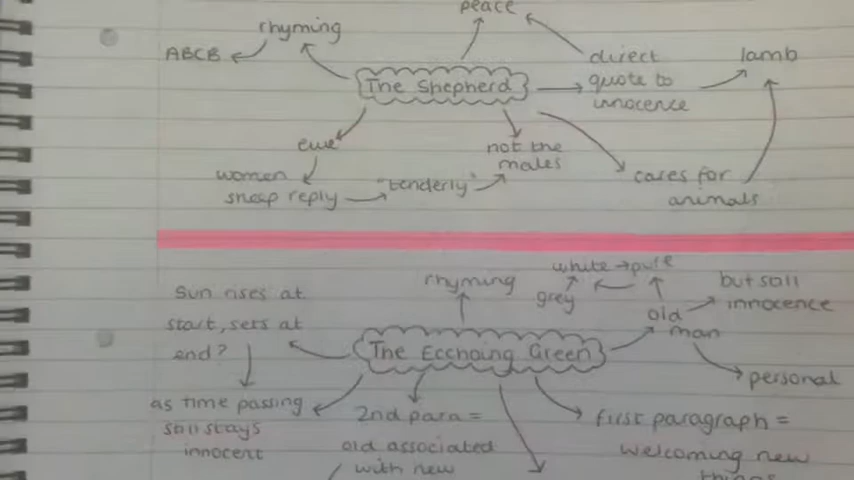 peace
rhyming
ABCB
direct
quote to
innocence
lamb
The Shepherd
ewe
women
sheep reply
"tenderly"
not the
males
cares for
animals
rhyming
white → pure
grey
old
man
but still
innocence
personal
Sun rises at
start, sets at
end?
The Ecchoing Green
as time passing
still stays
innocent
2nd para =
old associated
with new
first paragraph =
welcoming new
things